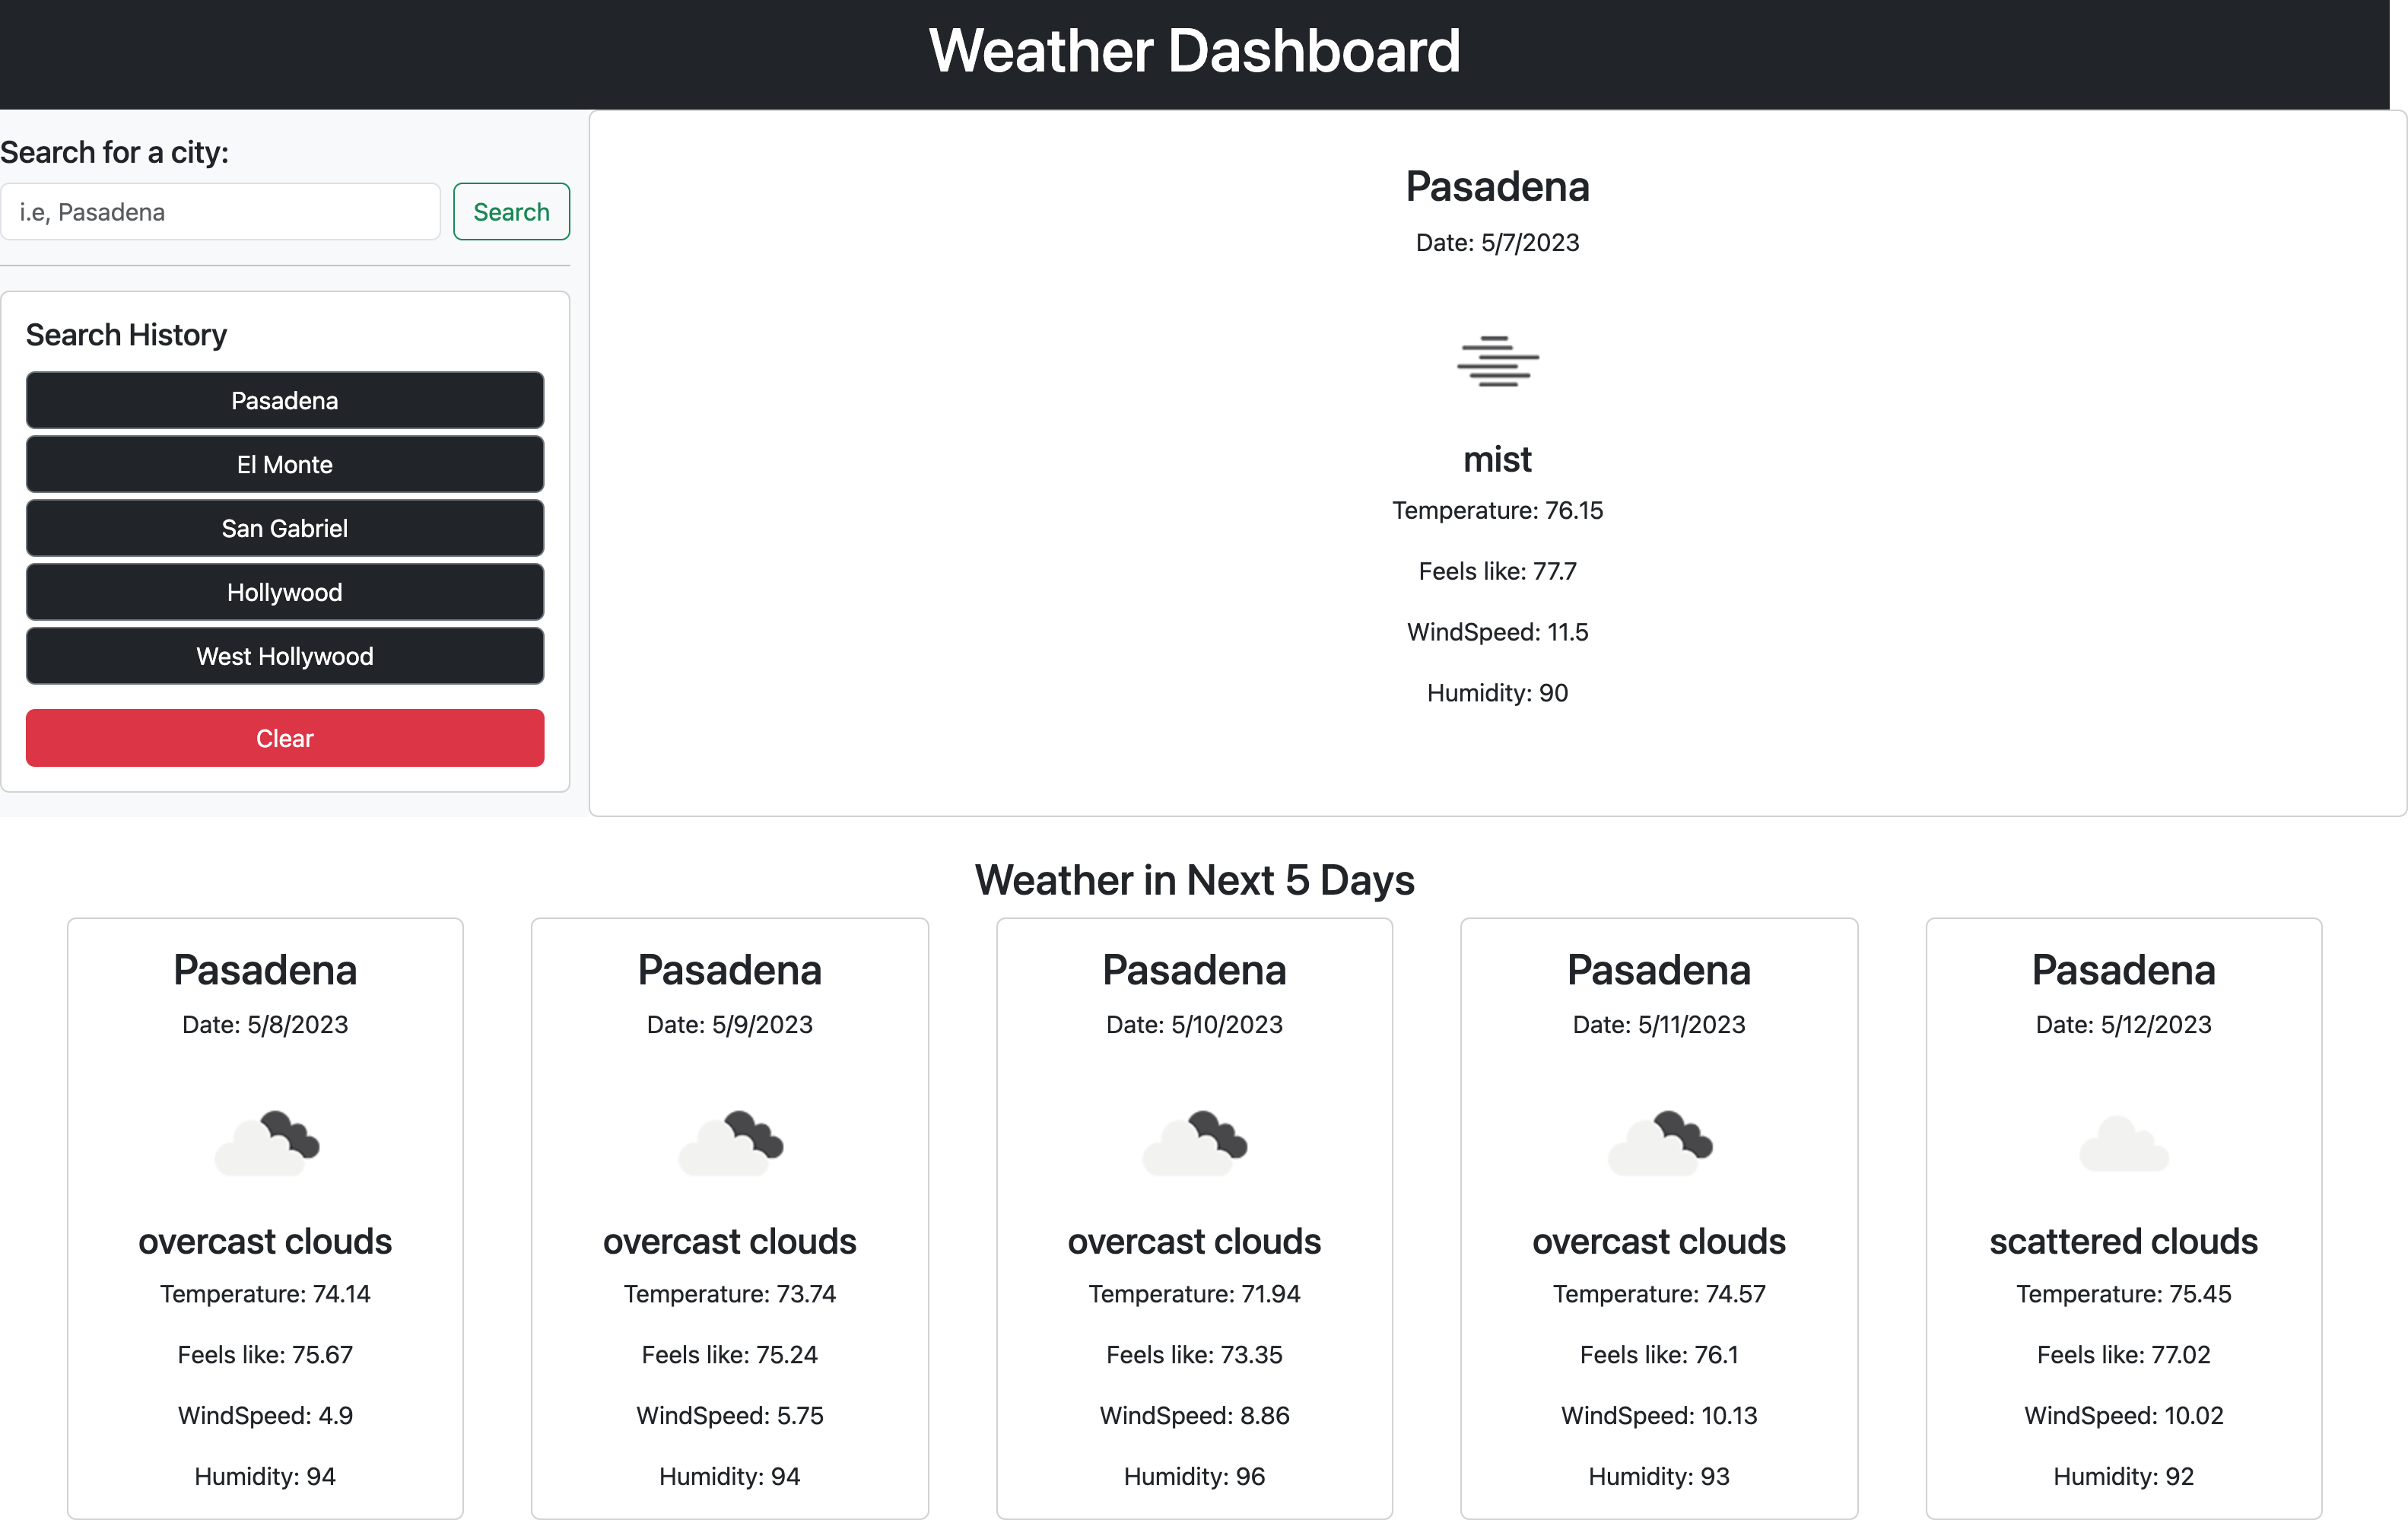 Weather Dashboard
Search for a city:
i.e, Pasadena
Search
Search History
Pasadena
El Monte
San Gabriel
Hollywood
West Hollywood
Clear
Pasadena
Date: 5/7/2023
mist
Temperature: 76.15
Feels like: 77.7
WindSpeed: 11.5
Humidity: 90
Weather in Next 5 Days
Pasadena
Date: 5/8/2023
overcast clouds
Temperature: 74.14
Feels like: 75.67
WindSpeed: 4.9
Humidity: 94
Pasadena
Date: 5/9/2023
overcast clouds
Temperature: 73.74
Feels like: 75.24
WindSpeed: 5.75
Humidity: 94
Pasadena
Date: 5/10/2023
overcast clouds
Temperature: 71.94
Feels like: 73.35
WindSpeed: 8.86
Humidity: 96
Pasadena
Date: 5/11/2023
overcast clouds
Temperature: 74.57
Feels like: 76.1
WindSpeed: 10.13
Humidity: 93
Pasadena
Date: 5/12/2023
scattered clouds
Temperature: 75.45
Feels like: 77.02
WindSpeed: 10.02
Humidity: 92